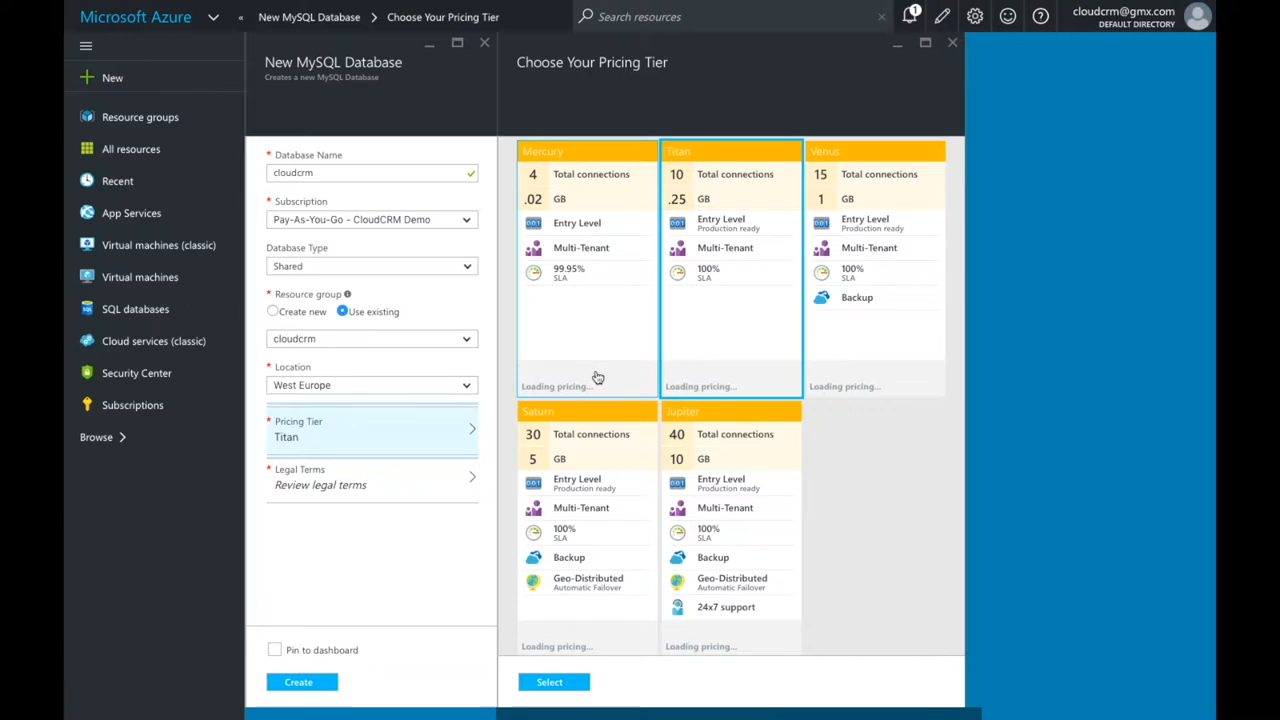 Microsoft Azure
«
New MySQL Database
Choose Your Pricing Tier
Search resources
1
cloudcrm@gmx.com
DEFAULT DIRECTORY
New
Resource groups
All resources
Recent
App Services
Virtual machines (classic)
Virtual machines
SQL databases
Cloud services (classic)
Security Center
Subscriptions
Browse
New MySQL Database
Creates a new MySQL Database
* Database Name
cloudcrm
* Subscription
Pay-As-You-Go - CloudCRM Demo
Database Type
Shared
* Resource group
Create new Use existing
cloudcrm
* Location
West Europe
* Pricing Tier
Titan
* Legal Terms
Review legal terms
Pin to dashboard
Create
Choose Your Pricing Tier
Mercury
4 Total connections
.02 GB
Entry Level
Multi-Tenant
99.95%
SLA
Loading pricing...
Titan
10 Total connections
.25 GB
Entry Level
Production ready
Multi-Tenant
100%
SLA
Loading pricing...
Venus
15 Total connections
1 GB
Entry Level
Production ready
Multi-Tenant
100%
SLA
Backup
Loading pricing...
Saturn
30 Total connections
5 GB
Entry Level
Production ready
Multi-Tenant
100%
SLA
Backup
Geo-Distributed
Automatic Failover
Loading pricing...
Jupiter
40 Total connections
10 GB
Entry Level
Production ready
Multi-Tenant
100%
SLA
Backup
Geo-Distributed
Automatic Failover
24x7 support
Loading pricing...
Select